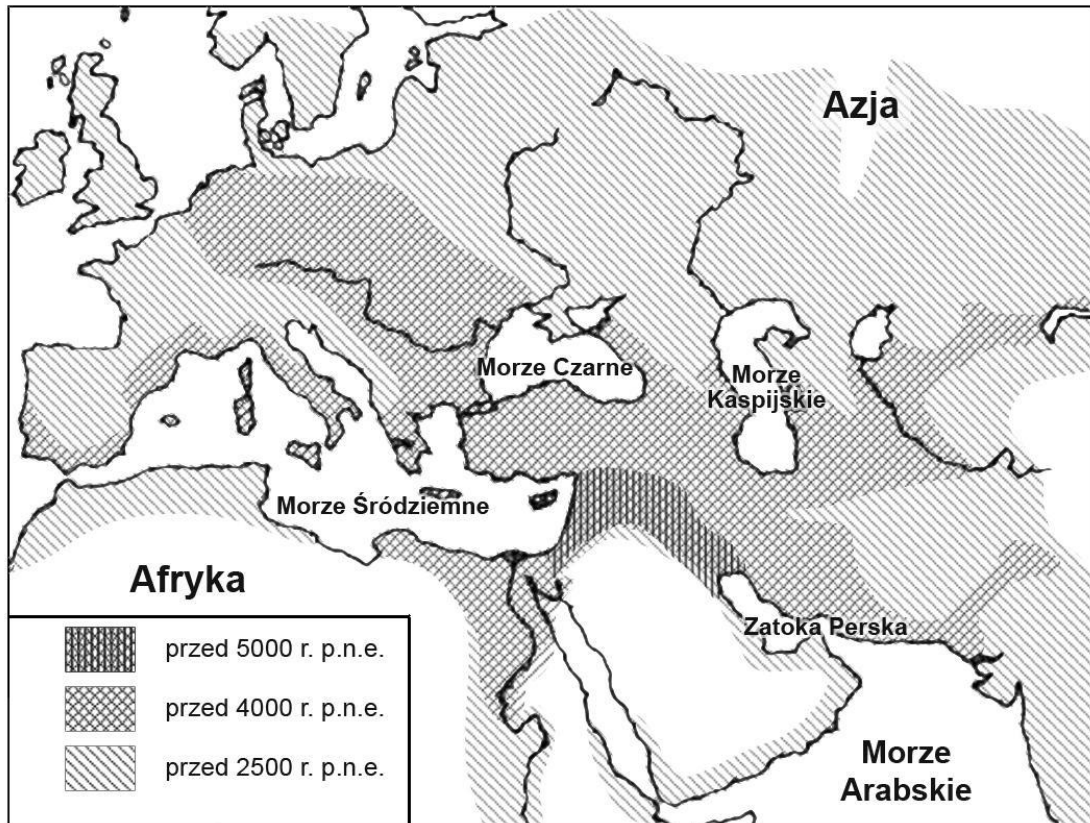 Azja
Morze Czarne
Morze
Kaspijskie
Morze Śródziemne
Afryka
Zatoka Perska
przed 5000 r. p.n.e.
przed 4000 r. p.n.e.
przed 2500 r. p.n.e.
Morze
Arabskie